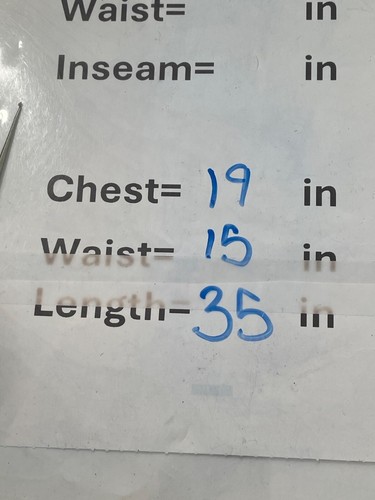 Waist= in
Inseam= in
Chest= 19 in
Waist= 15 in
Length= 35 in